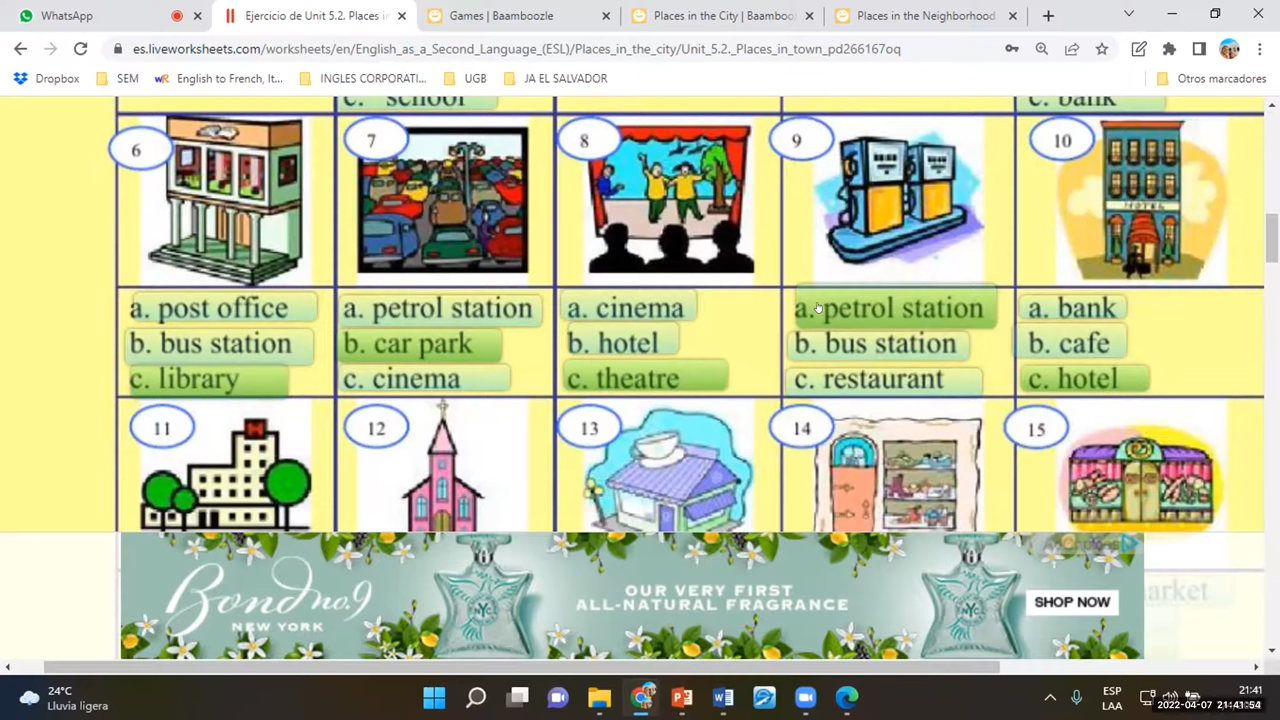 WhatsApp
Ejercicio de Unit 5.2. Places in
Games | Baamboozle
Places in the City | Baambooz
Places in the Neighborhood
es.liveworksheets.com/worksheets/en/English_as_a_Second_Language_(ESL)/Places_in_the_city/Unit_5.2._Places_in_town_pd266167oq
Dropbox
SEM
English to French, It...
INGLES CORPORATI...
UGB
JA EL SALVADOR
Otros marcadores
c. school
c. bank
6
7
8
9
10
HOTEL
a. post office
b. bus station
c. library
a. petrol station
b. car park
c. cinema
a. cinema
b. hotel
c. theatre
a. petrol station
b. bus station
c. restaurant
a. bank
b. cafe
c. hotel
11
12
13
14
15
H
Bond no.9
NEW YORK
NYC
OUR VERY FIRST
ALL-NATURAL FRAGRANCE
NYC
SHOP NOW
24°C
Lluvia ligera
ESP
LAA
21:41
2022-04-07 21:41:54